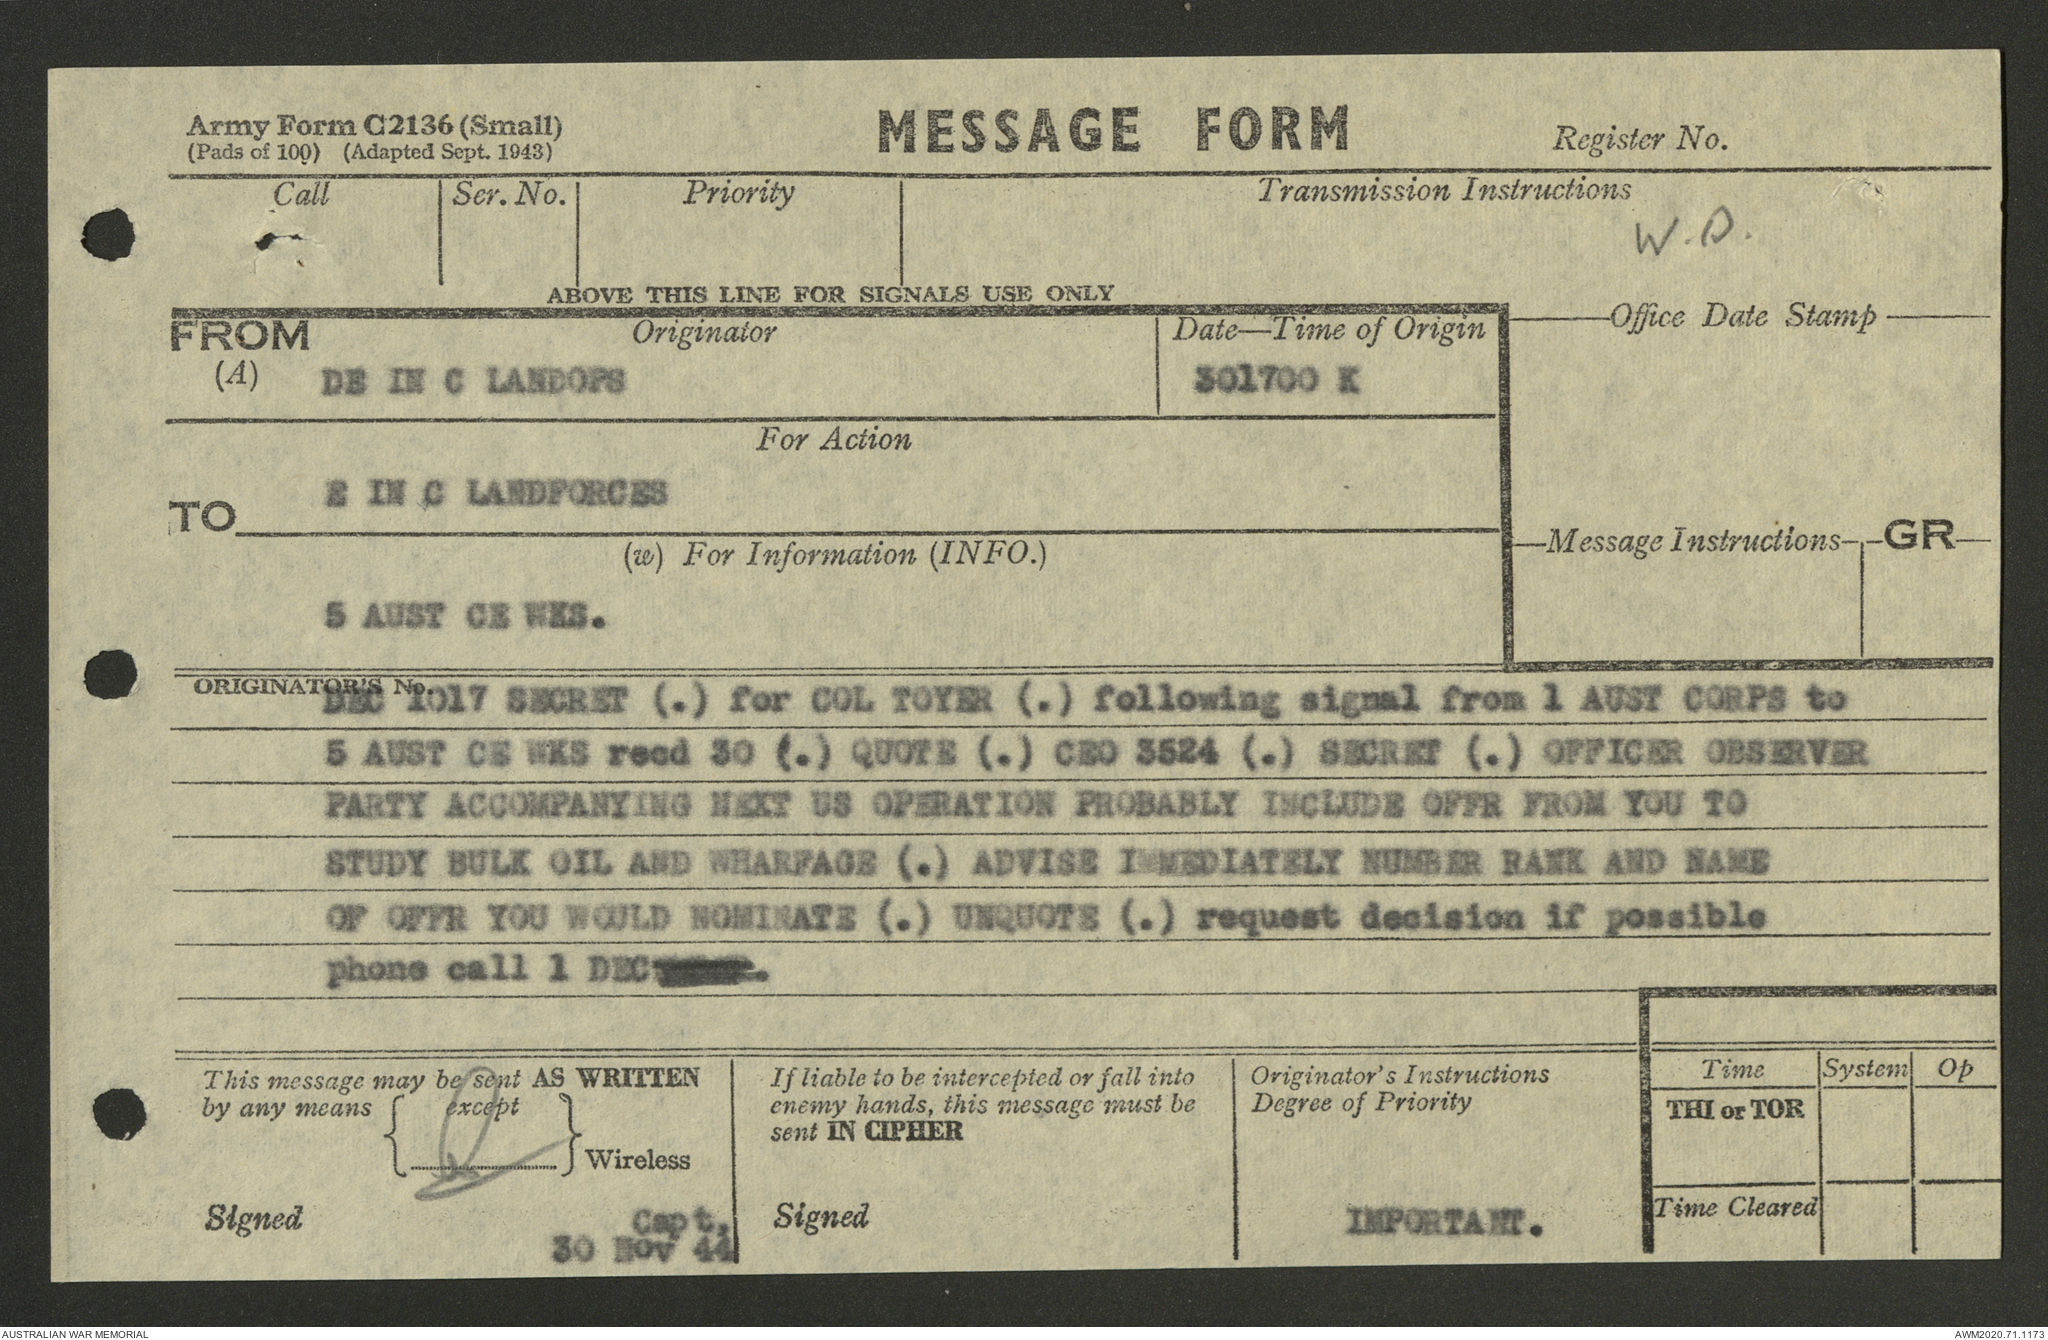 Army Form C2136 (Small)
(Pads of 100) (Adapted Sept. 1943)
MESSAGE FORM
Register No.
Call
Ser. No.
Priority
Transmission Instructions
W.D.
ABOVE THIS LINE FOR SIGNALS USE ONLY
FROM
(A)
Originator
DE IN C LANDOPS
Date—Time of Origin
301700 K
Office Date Stamp
For Action
TO
E IN C LANDFORCES
Message Instructions
GR
(w) For Information (INFO.)
5 AUST CE WKS.
ORIGINATOR'S No.
DEC 1017 SECRET (.) for COL TOYER (.) following signal from 1 AUST CORPS to
5 AUST CE WKS recd 30 (.) QUOTE (.) CEO 3524 (.) SECRET (.) OFFICER OBSERVER
PARTY ACCOMPANYING NEXT US OPERATION PROBABLY INCLUDE OFFR FROM YOU TO
STUDY BULK OIL AND WHARFAGE (.) ADVISE IMMEDIATELY NUMBER RANK AND NAME
OF OFFR YOU WOULD NOMINATE (.) UNQUOTE (.) request decision if possible
phone call 1 DEC .
This message may be sent AS WRITTEN
by any means { except } Wireless
Signed
Capt.
30 Nov 44
If liable to be intercepted or fall into
enemy hands, this message must be
sent IN CIPHER
Signed
Originator's Instructions
Degree of Priority
IMPORTANT.
Time
System
Op
THI or TOR
Time Cleared
AUSTRALIAN WAR MEMORIAL
AWM2020.71.1173